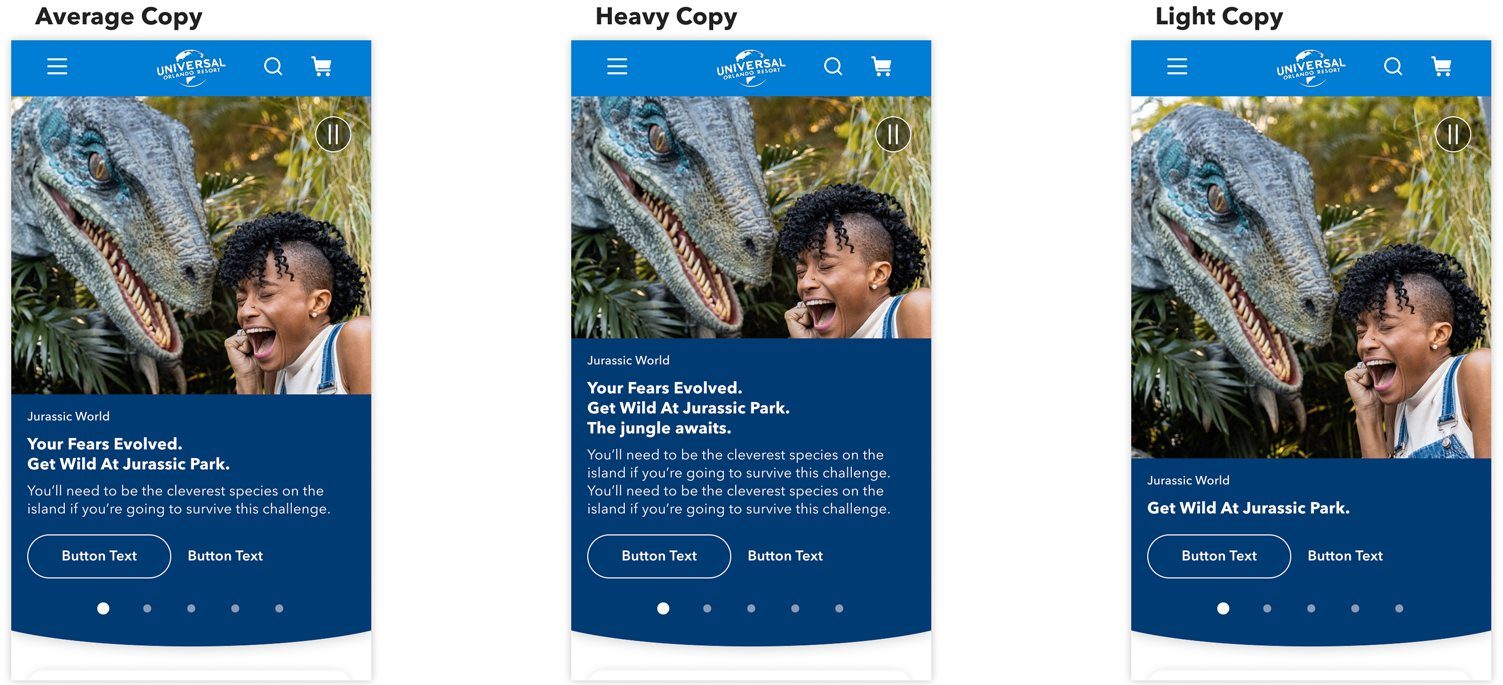 Average Copy
UNIVERSAL
ORLANDO RESORT
Jurassic World
Your Fears Evolved.
Get Wild At Jurassic Park.
You’ll need to be the cleverest species on the
island if you’re going to survive this challenge.
Button Text
Button Text
Heavy Copy
UNIVERSAL
ORLANDO RESORT
Jurassic World
Your Fears Evolved.
Get Wild At Jurassic Park.
The jungle awaits.
You’ll need to be the cleverest species on the
island if you’re going to survive this challenge.
You’ll need to be the cleverest species on the
island if you’re going to survive this challenge.
Button Text
Button Text
Light Copy
UNIVERSAL
ORLANDO RESORT
Jurassic World
Get Wild At Jurassic Park.
Button Text
Button Text